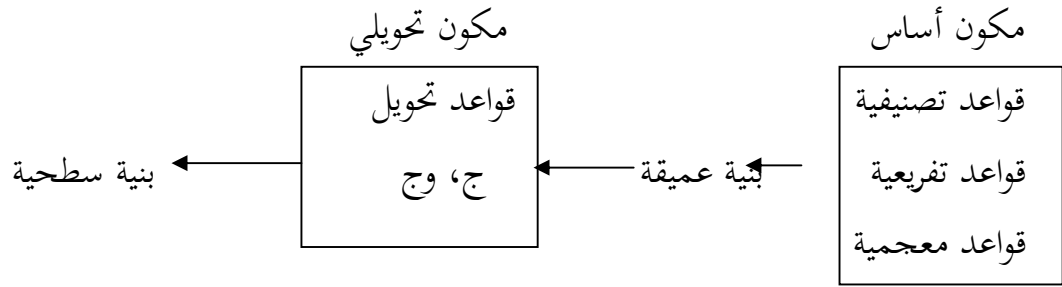 مكون أساس
مكون تحويلي
قواعد تصنيفية
قواعد تفريعية
قواعد معجمية
بنية عميقة
قواعد تحويل
ج، وج
بنية سطحية